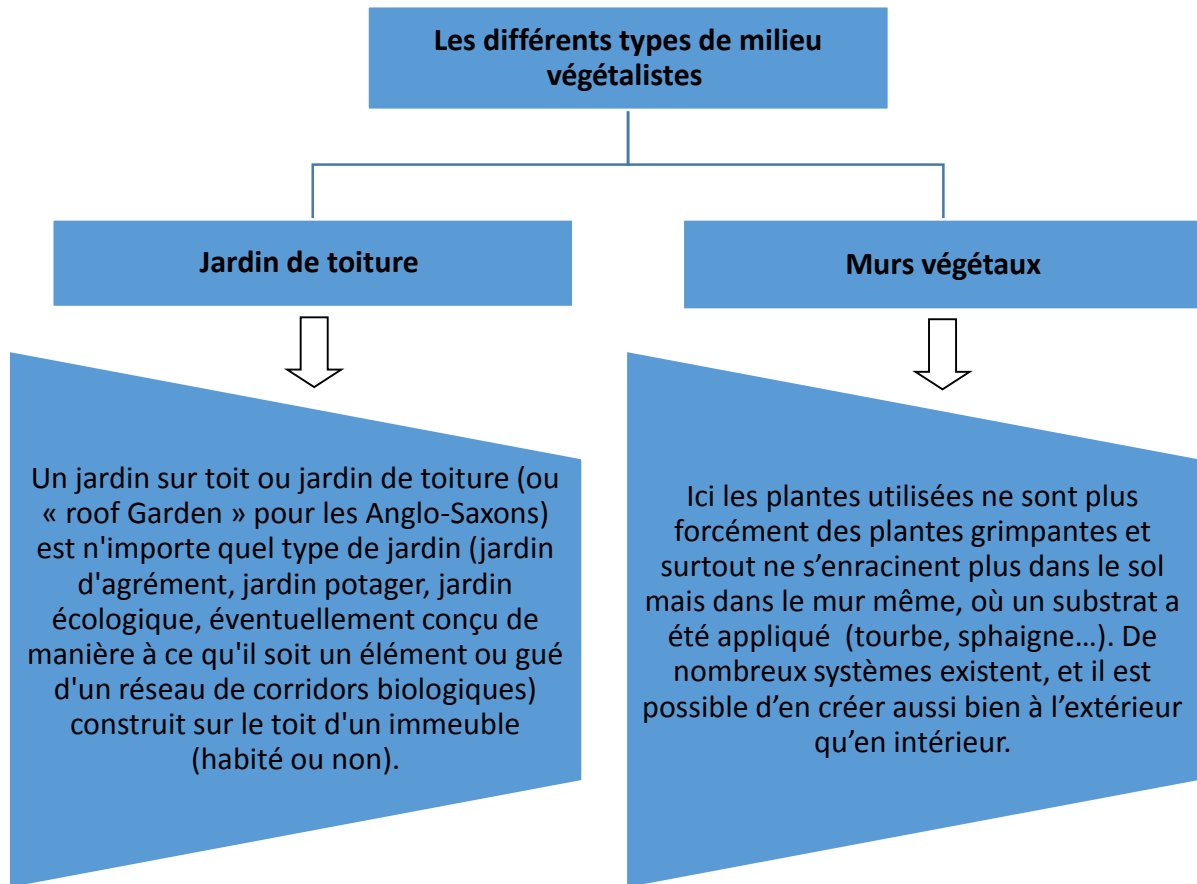 Les différents types de milieu
végétalistes
Jardin de toiture
Murs végétaux
Un jardin sur toit ou jardin de toiture (ou
« roof Garden » pour les Anglo-Saxons)
est n'importe quel type de jardin (jardin
d'agrément, jardin potager, jardin
écologique, éventuellement conçu de
manière à ce qu'il soit un élément ou gué
d'un réseau de corridors biologiques)
construit sur le toit d'un immeuble
(habité ou non).
Ici les plantes utilisées ne sont plus
forcément des plantes grimpantes et
surtout ne s’enracinent plus dans le sol
mais dans le mur même, où un substrat a
été appliqué (tourbe, sphaigne…). De
nombreux systèmes existent, et il est
possible d’en créer aussi bien à l’extérieur
qu’en intérieur.